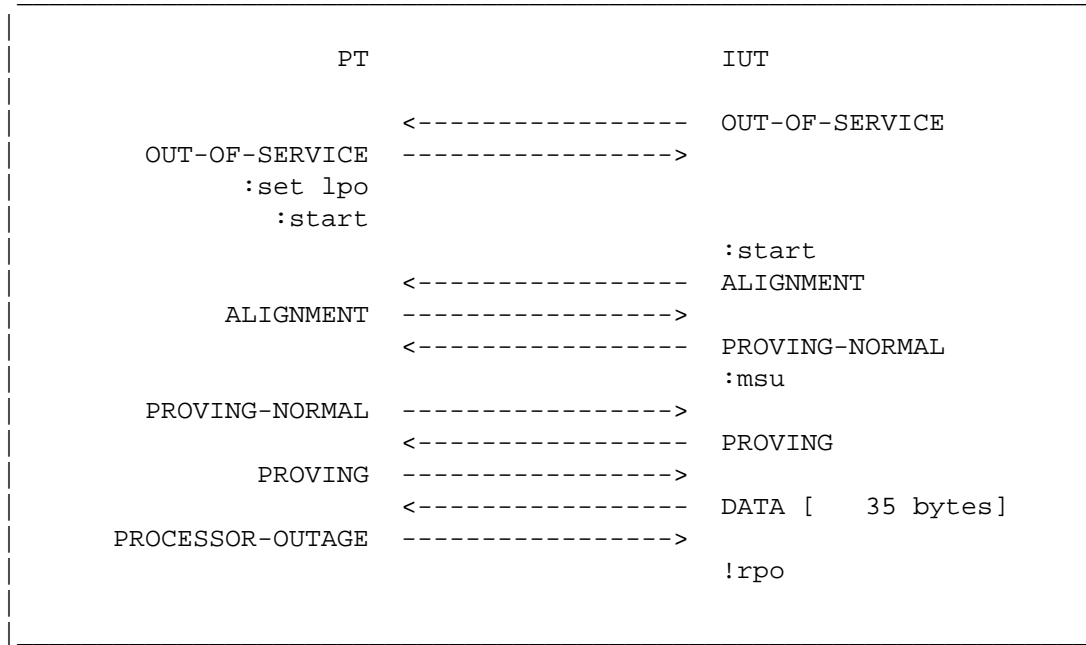 PT IUT
<----------------- OUT-OF-SERVICE
OUT-OF-SERVICE ----------------->
:set lpo
:start
:start
<----------------- ALIGNMENT
ALIGNMENT ----------------->
<----------------- PROVING-NORMAL
:msu
PROVING-NORMAL ----------------->
<----------------- PROVING
PROVING ----------------->
<----------------- DATA [ 35 bytes]
PROCESSOR-OUTAGE ----------------->
!rpo